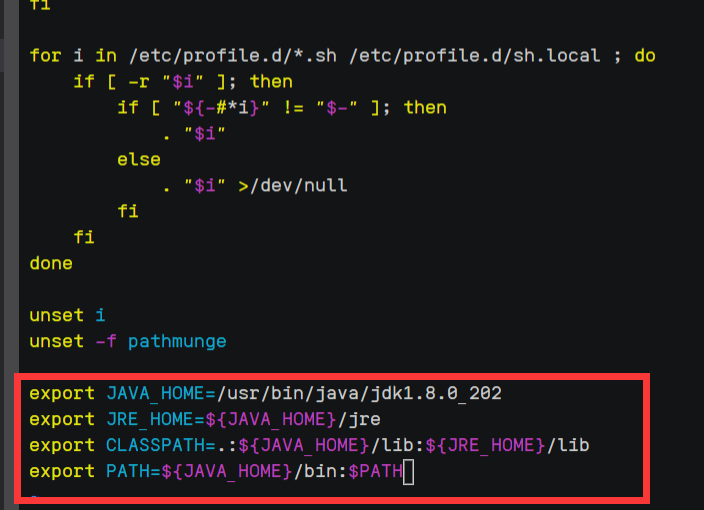 fi
for i in /etc/profile.d/*.sh /etc/profile.d/sh.local ; do
    if [ -r "$i" ]; then
        if [ "${-#*i}" != "$-" ]; then
            . "$i"
        else
            . "$i" >/dev/null
        fi
    fi
done
unset i
unset -f pathmunge
export JAVA_HOME=/usr/bin/java/jdk1.8.0_202
export JRE_HOME=${JAVA_HOME}/jre
export CLASSPATH=.:${JAVA_HOME}/lib:${JRE_HOME}/lib
export PATH=${JAVA_HOME}/bin:$PATH
~